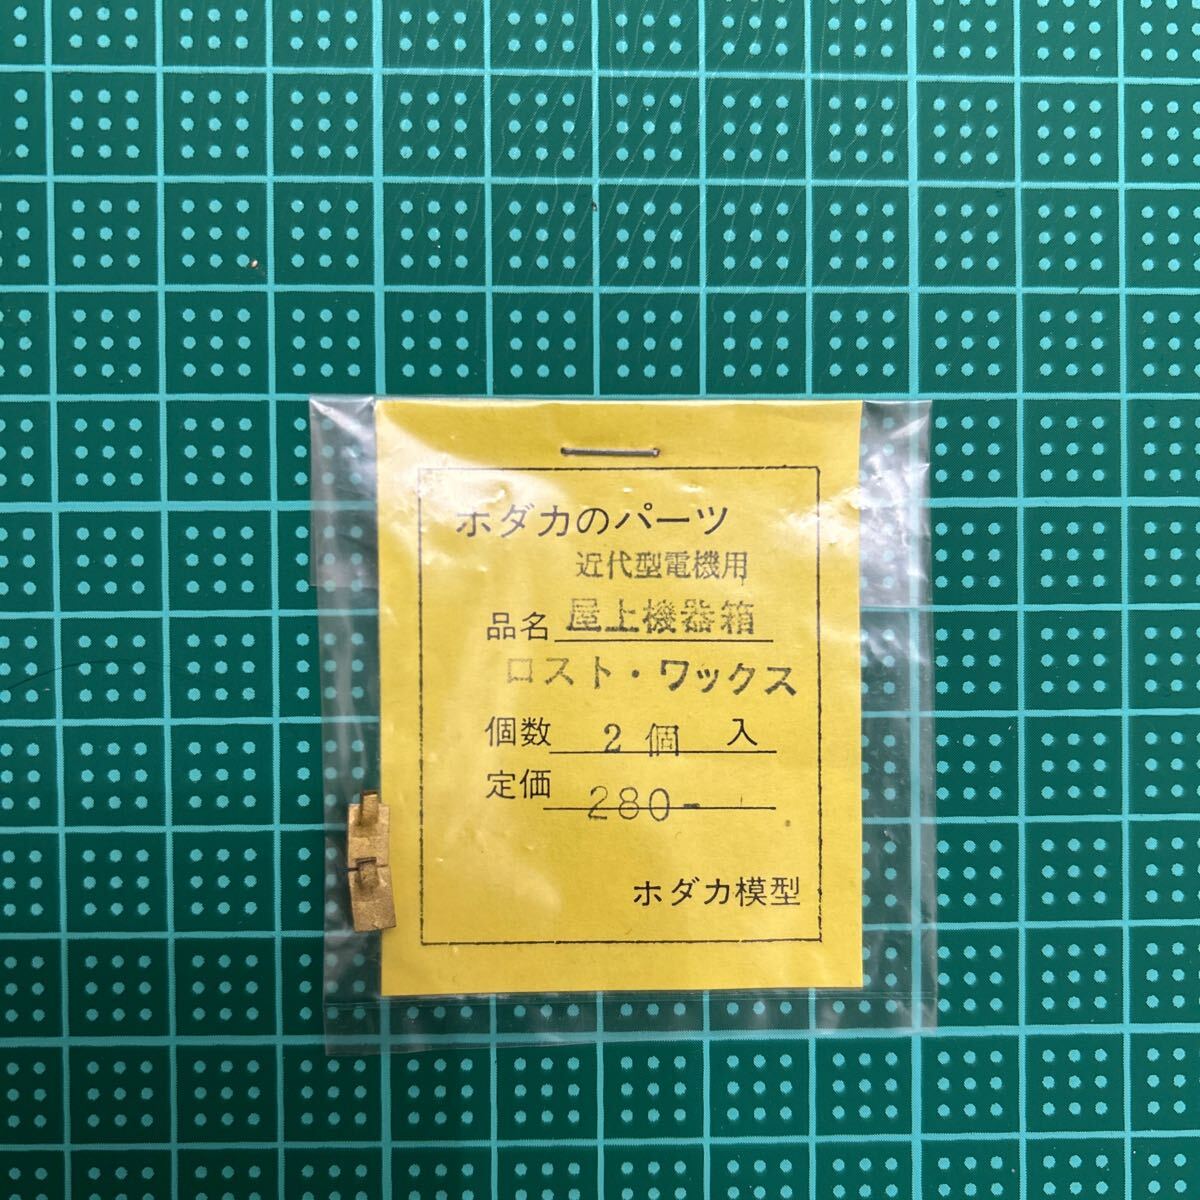 ホダカのパーツ
近代型電機用
品名 屋上機器箱
ロスト・ワックス
個数 2個 入
定価 280-
ホダカ模型